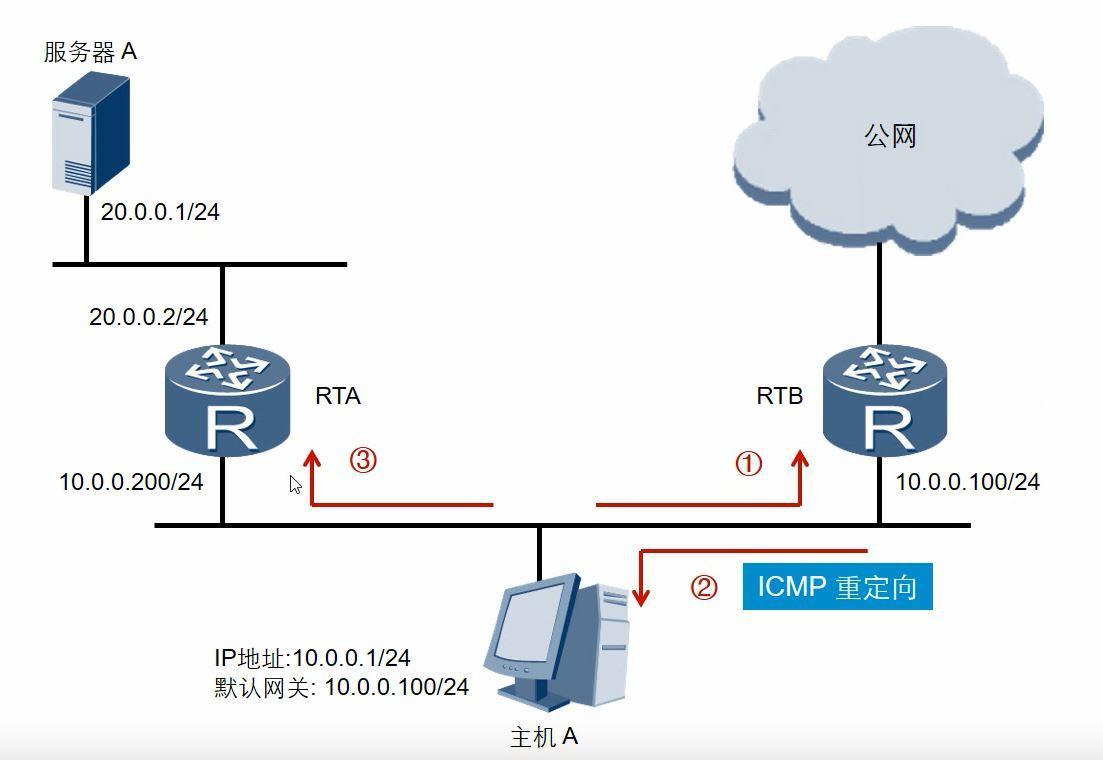 服务器 A
公网
20.0.0.1/24
20.0.0.2/24
RTA
RTB
R
R
③
①
10.0.0.200/24
10.0.0.100/24
②
ICMP 重定向
IP地址:10.0.0.1/24
默认网关: 10.0.0.100/24
主机 A